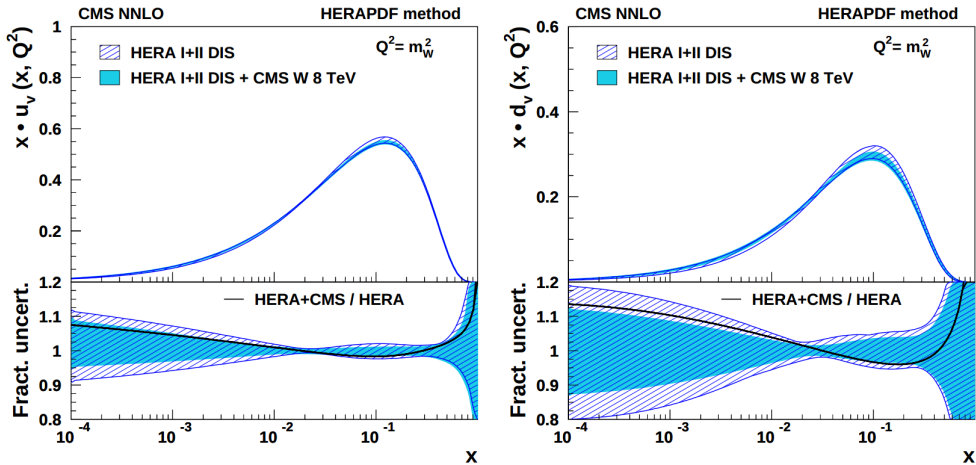 CMS NNLO HERAPDF method
x • u_v (x, Q²)
1
0.8
0.6
0.4
0.2
Q² = m_W²
HERA I+II DIS
HERA I+II DIS + CMS W 8 TeV
Fract. uncert.
1.2
1.1
1
0.9
0.8
HERA+CMS / HERA
10⁻⁴ 10⁻³ 10⁻² 10⁻¹
x
CMS NNLO HERAPDF method
x • d_v (x, Q²)
0.6
0.4
0.2
Q² = m_W²
HERA I+II DIS
HERA I+II DIS + CMS W 8 TeV
Fract. uncert.
1.2
1.1
1
0.9
0.8
HERA+CMS / HERA
10⁻⁴ 10⁻³ 10⁻² 10⁻¹
x